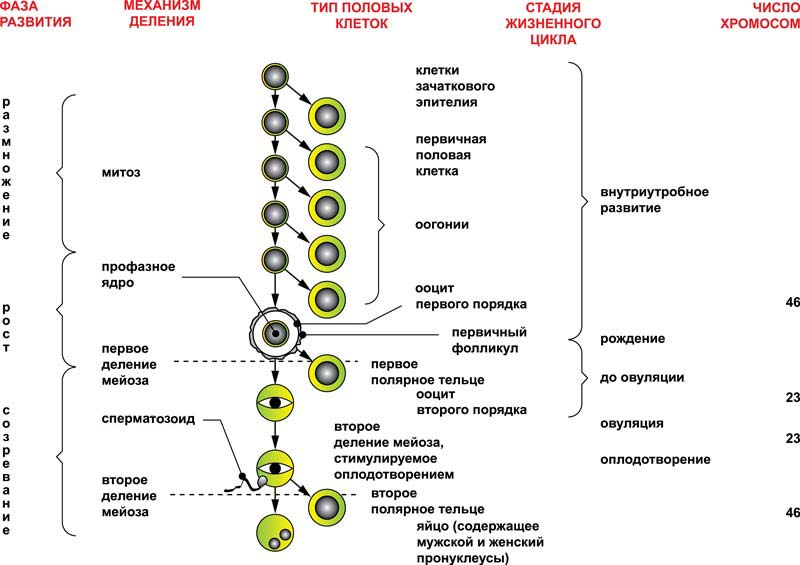 ФАЗА
РАЗВИТИЯ
МЕХАНИЗМ
ДЕЛЕНИЯ
ТИП ПОЛОВЫХ
КЛЕТОК
СТАДИЯ
ЖИЗНЕННОГО
ЦИКЛА
ЧИСЛО
ХРОМОСОМ
размножение
рост
созревание
митоз
профазное
ядро
первое
деление
мейоза
сперматозоид
второе
деление
мейоза
клетки
зачаткового
эпителия
первичная
половая
клетка
оогонии
ооцит
первого порядка
первичный
фолликул
первое
полярное тельце
ооцит
второго порядка
второе
деление мейоза,
стимулируемое
оплодотворением
второе
полярное тельце
яйцо (содержащее
мужской и женский
пронуклеусы)
внутриутробное
развитие
рождение
до овуляции
овуляция
оплодотворение
46
23
23
46